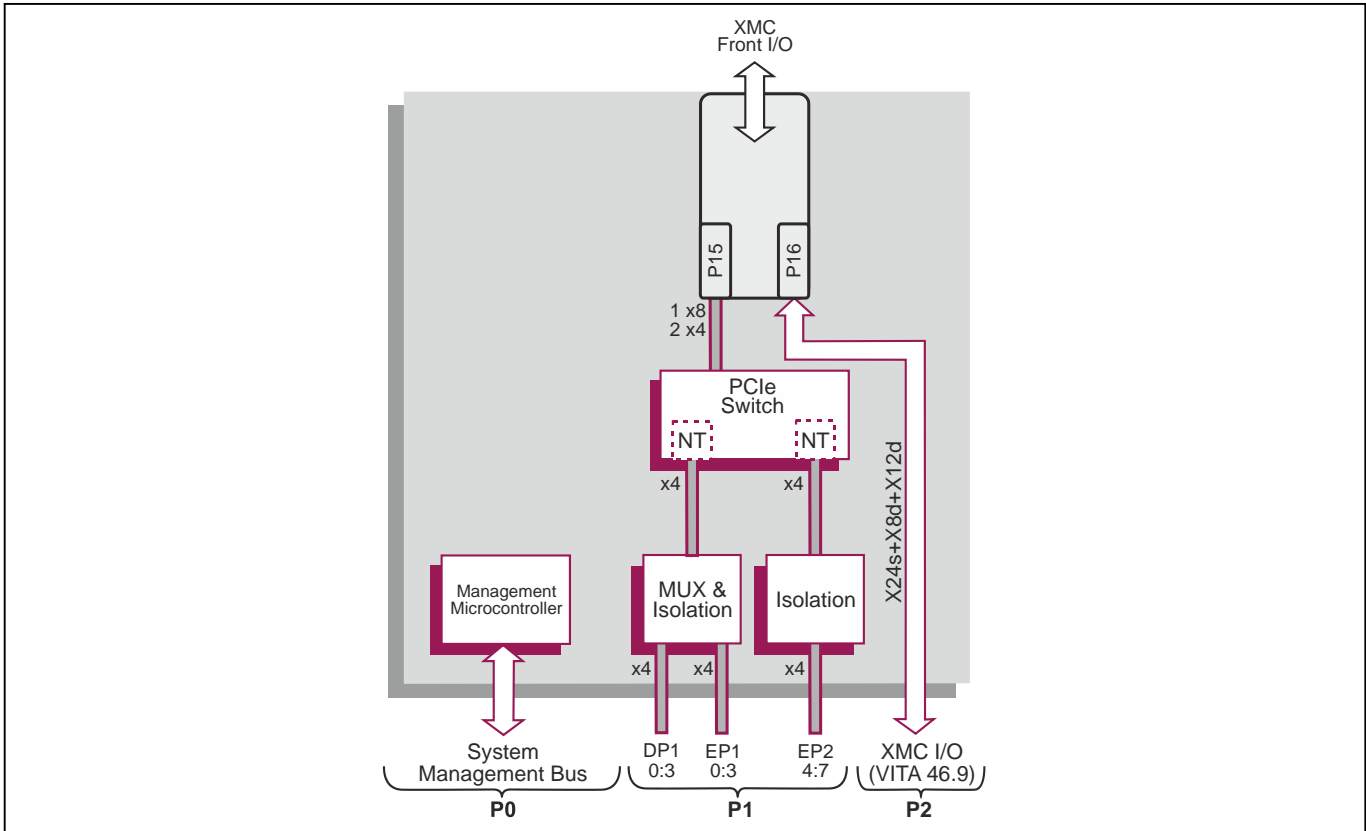 XMC
Front I/O
P15
P16
1 x8
2 x4
PCIe
Switch
NT
NT
x4
x4
X24s+X8d+X12d
Management
Microcontroller
MUX &
Isolation
Isolation
x4
x4
x4
System
Management Bus
DP1
0:3
EP1
0:3
EP2
4:7
XMC I/O
(VITA 46.9)
P0
P1
P2